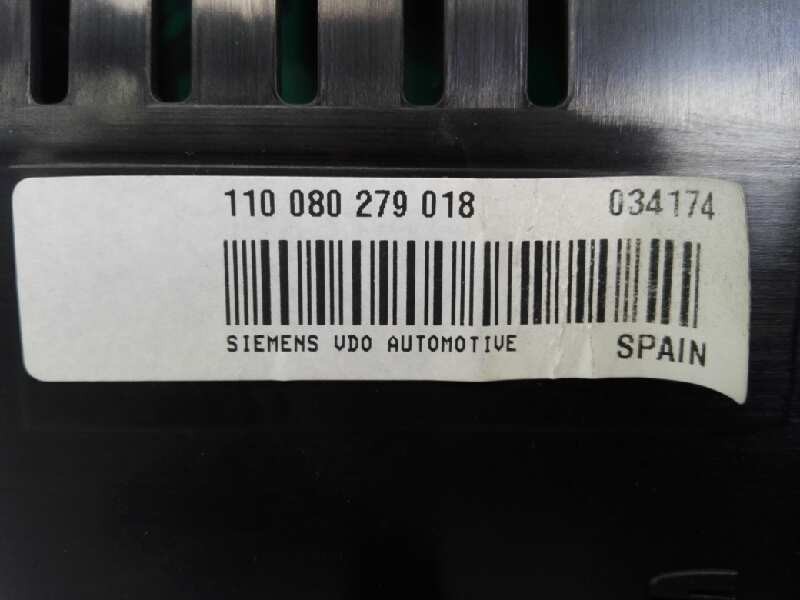 110 080 279 018 034174
SIEMENS VDO AUTOMOTIVE SPAIN